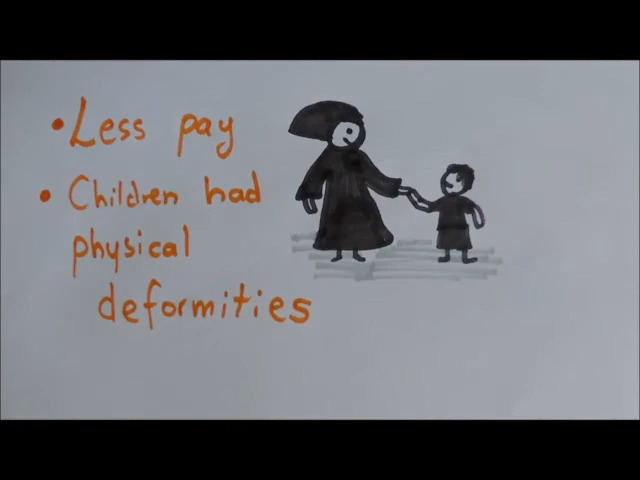 • Less pay
• Children had
physical
deformities